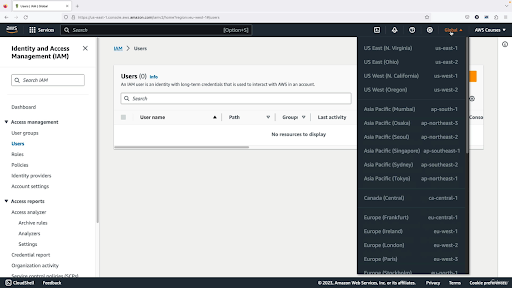 Users | IAM | Global
us-east-1.console.aws.amazon.com
aws
Services
Search
[Option+S]
Global
AWS Courses
Identity and Access
Management (IAM)
Search IAM
Dashboard
Access management
User groups
Users
Roles
Policies
Identity providers
Account settings
Access reports
Access analyzer
Archive rules
Analyzers
Settings
Credential report
Organization activity
Service control policies (SCPs)
IAM
Users
Users (0) Info
An IAM user is an identity with long-term credentials that is used to interact with AWS in an account.
Search
User name
Path
Groups
Last activity
Conso
No resources to display
US East (N. Virginia) us-east-1
US East (Ohio) us-east-2
US West (N. California) us-west-1
US West (Oregon) us-west-2
Asia Pacific (Mumbai) ap-south-1
Asia Pacific (Osaka) ap-northeast-3
Asia Pacific (Seoul) ap-northeast-2
Asia Pacific (Singapore) ap-southeast-1
Asia Pacific (Sydney) ap-southeast-2
Asia Pacific (Tokyo) ap-northeast-1
Canada (Central) ca-central-1
Europe (Frankfurt) eu-central-1
Europe (Ireland) eu-west-1
Europe (London) eu-west-2
Europe (Paris) eu-west-3
Europe (Stockholm) eu-north-1
CloudShell
Feedback
© 2023, Amazon Web Services, Inc. or its affiliates.
Privacy
Terms
Cookie preferences